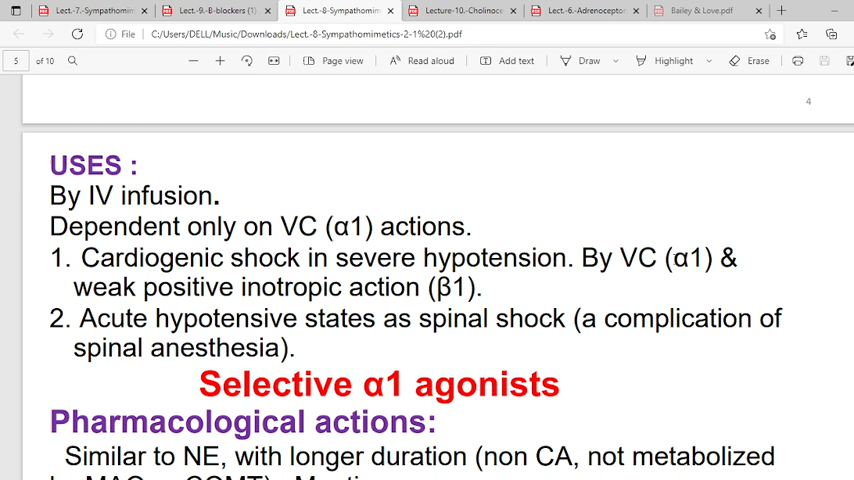 Lect.-7.-Sympathomim
Lect.-9.-B-blockers (1)
Lect.-8-Sympathomim
Lecture-10.-Cholinoce
Lect.-6.-Adrenoceptor
Bailey & Love.pdf
File C:/Users/DELL/Music/Downloads/Lect.-8-Sympathomimetics-2-1%20(2).pdf
5 of 10 Page view Read aloud Add text Draw Highlight Erase
4
USES :
By IV infusion.
Dependent only on VC (α1) actions.
1. Cardiogenic shock in severe hypotension. By VC (α1) &
weak positive inotropic action (β1).
2. Acute hypotensive states as spinal shock (a complication of
spinal anesthesia).
Selective α1 agonists
Pharmacological actions:
Similar to NE, with longer duration (non CA, not metabolized